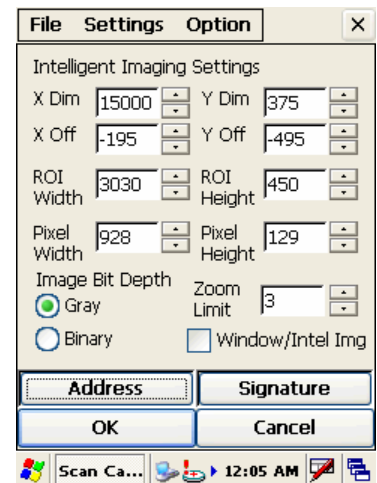 File Settings Option ×
Intelligent Imaging Settings
X Dim 15000 Y Dim 375
X Off -195 Y Off -495
ROI Width 3030 ROI Height 450
Pixel Width 928 Pixel Height 129
Image Bit Depth
Gray
Zoom Limit 3
Binary Window/Intel Img
Address Signature
OK Cancel
Scan Ca... 12:05 AM